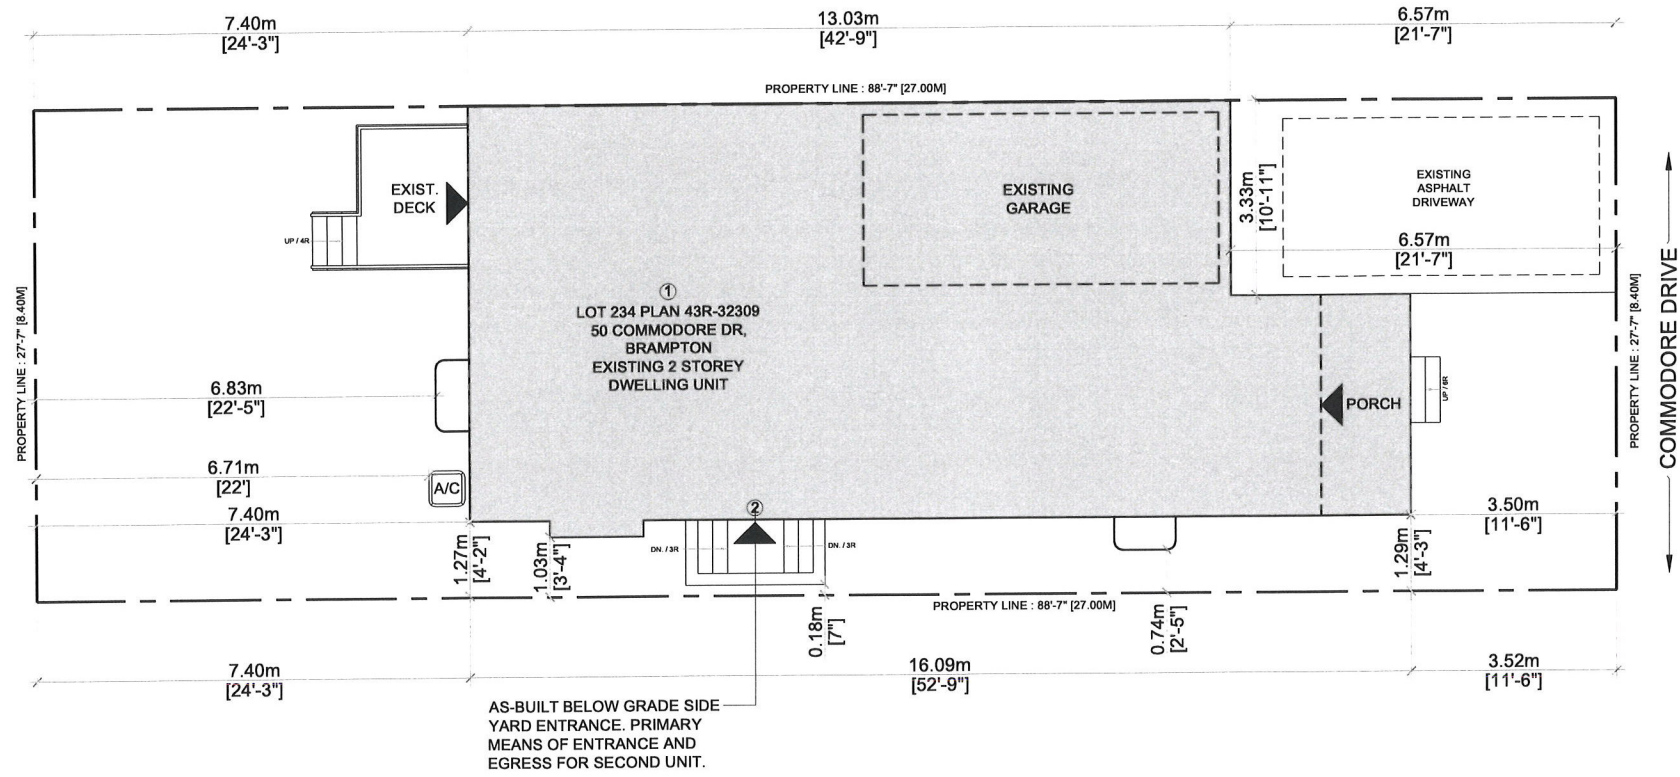 7.40m
[24'-3"]
13.03m
[42'-9"]
6.57m
[21'-7"]
PROPERTY LINE : 88'-7" [27.00M]
EXIST.
DECK
UP / 4R
EXISTING
GARAGE
3.33m
[10'-11"]
EXISTING
ASPHALT
DRIVEWAY
6.57m
[21'-7"]
PROPERTY LINE : 27'-7" [8.40M]
1
LOT 234 PLAN 43R-32309
50 COMMODORE DR,
BRAMPTON
EXISTING 2 STOREY
DWELLING UNIT
PORCH
UP / 6R
PROPERTY LINE : 27'-7" [8.40M]
COMMODORE DRIVE
6.83m
[22'-5"]
6.71m
[22']
A/C
7.40m
[24'-3"]
1.27m
[4'-2"]
1.03m
[3'-4"]
2
DN. / 3R
DN. / 3R
0.18m
[7"]
0.74m
[2'-5"]
1.29m
[4'-3"]
3.50m
[11'-6"]
PROPERTY LINE : 88'-7" [27.00M]
7.40m
[24'-3"]
16.09m
[52'-9"]
3.52m
[11'-6"]
AS-BUILT BELOW GRADE SIDE
YARD ENTRANCE. PRIMARY
MEANS OF ENTRANCE AND
EGRESS FOR SECOND UNIT.